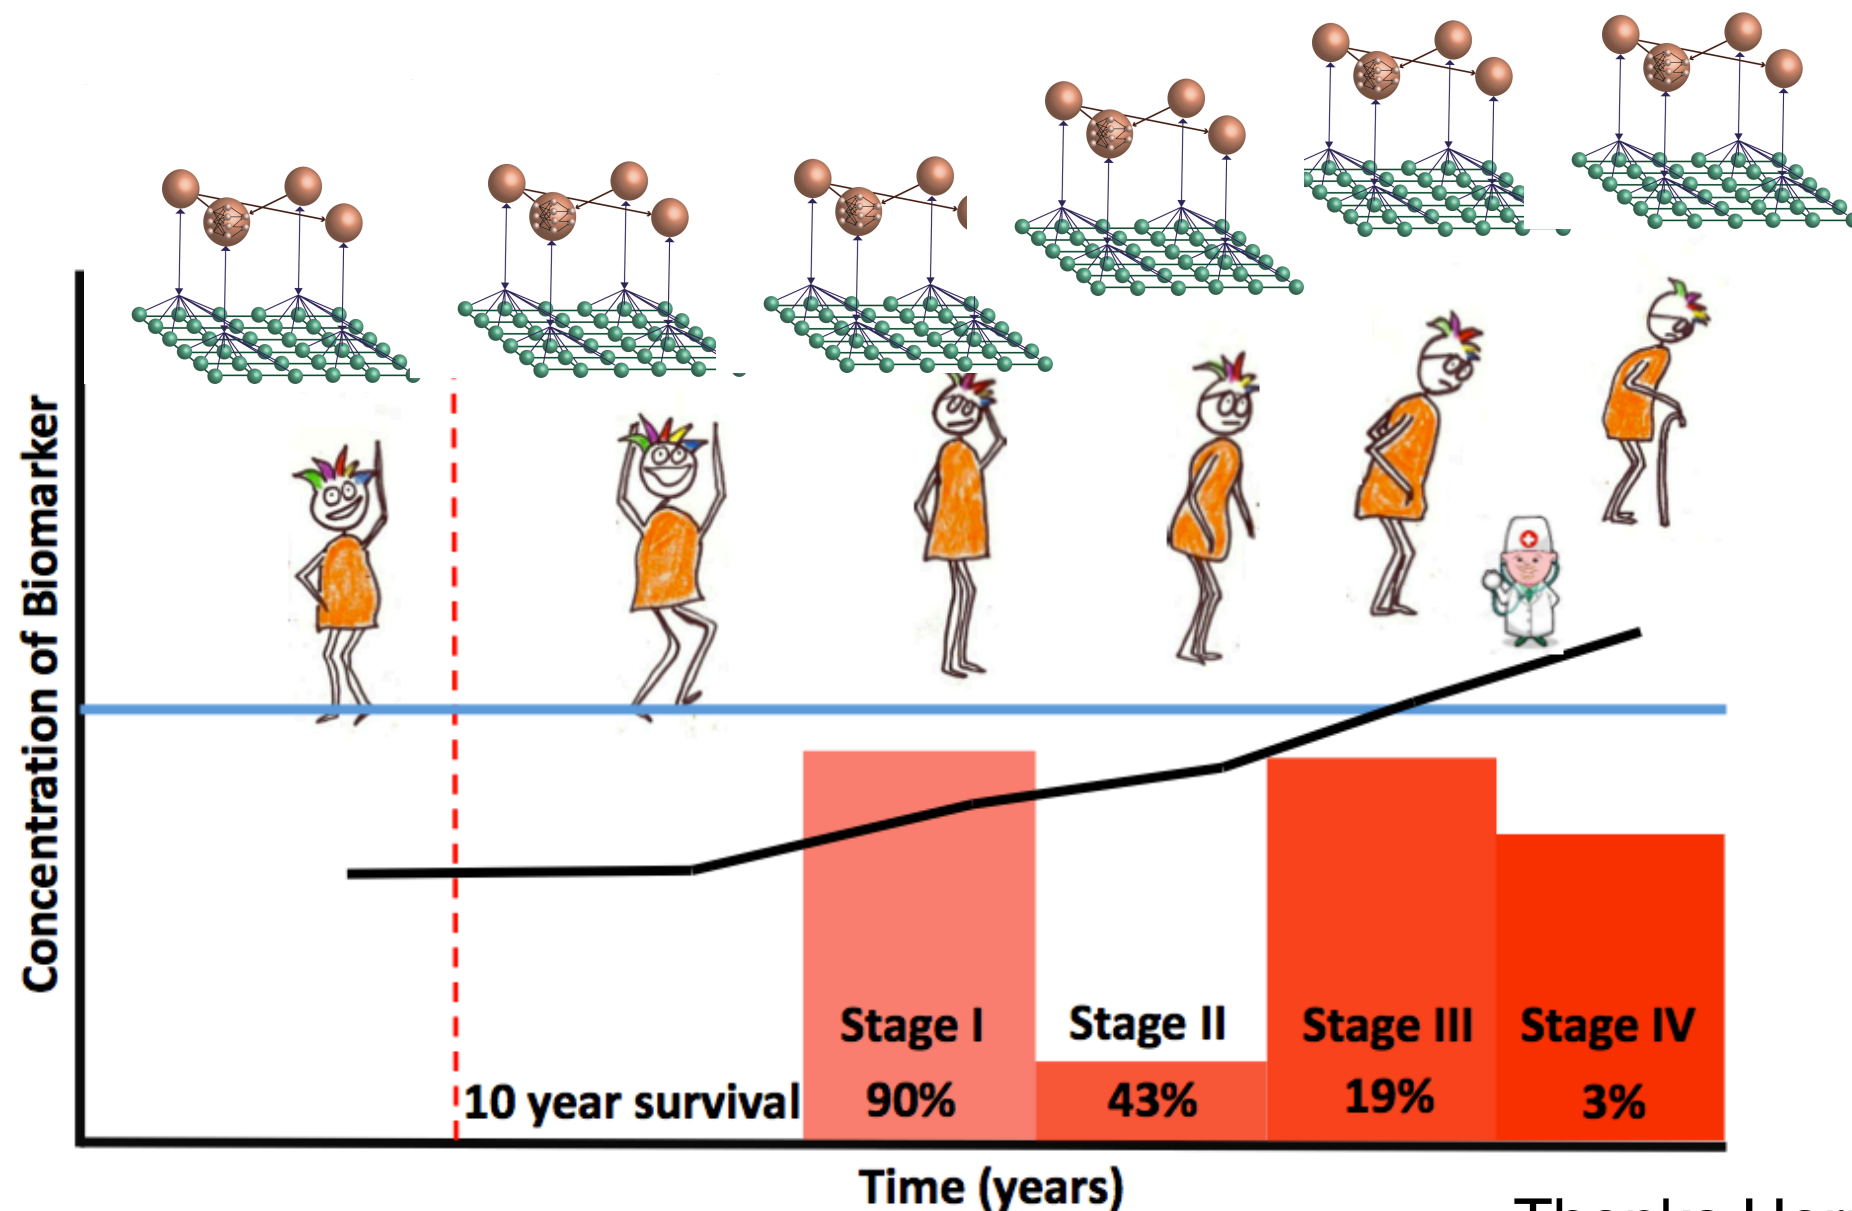 Concentration of Biomarker
Stage I
Stage II
Stage III
Stage IV
10 year survival
90%
43%
19%
3%
Time (years)